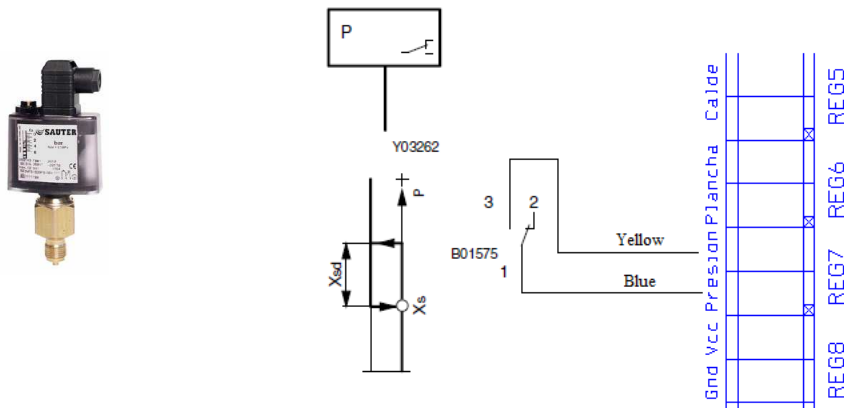 SAUTER
bar
P
Y03262
P
Xsd
Xs
3
2
B01575
1
Yellow
Blue
Calde
Plancha
Presion
Vcc
Gnd
REG5
REG6
REG7
REG8